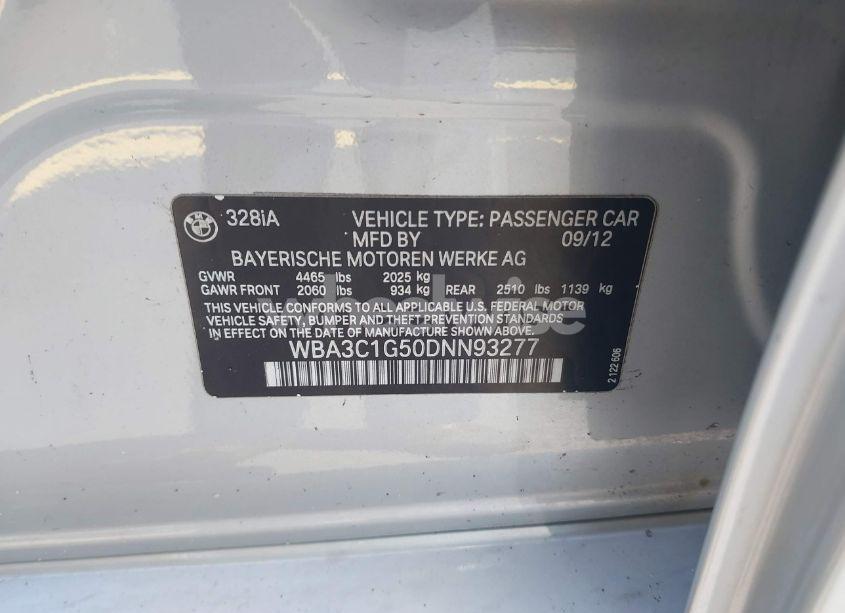 328iA VEHICLE TYPE: PASSENGER CAR
MFD BY 09/12
BAYERISCHE MOTOREN WERKE AG
GVWR 4465 lbs 2025 kg
GAWR FRONT 2060 lbs 934 kg REAR 2510 lbs 1139 kg
THIS VEHICLE CONFORMS TO ALL APPLICABLE U.S. FEDERAL MOTOR
VEHICLE SAFETY, BUMPER AND THEFT PREVENTION STANDARDS
IN EFFECT ON THE DATE OF MANUFACTURE SHOWN ABOVE:
WBA3C1G50DNN93277
2 122 606
BMW